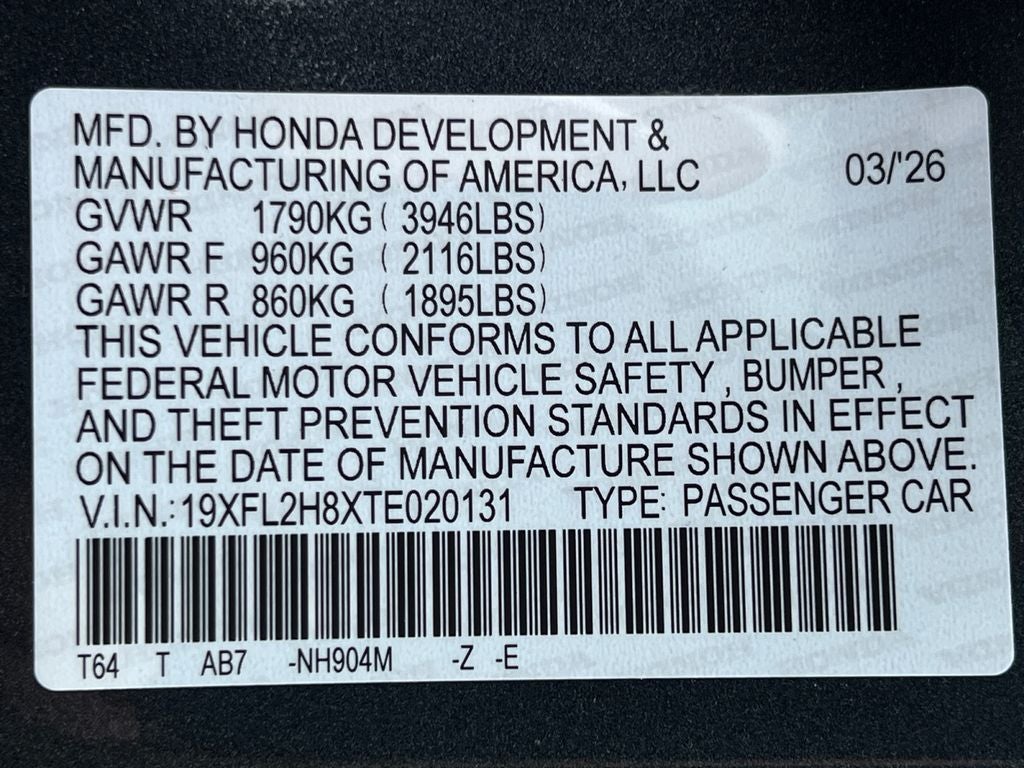 MFD. BY HONDA DEVELOPMENT &
MANUFACTURING OF AMERICA, LLC 03/'26
GVWR 1790KG ( 3946LBS)
GAWR F 960KG ( 2116LBS)
GAWR R 860KG ( 1895LBS)
THIS VEHICLE CONFORMS TO ALL APPLICABLE
FEDERAL MOTOR VEHICLE SAFETY , BUMPER ,
AND THEFT PREVENTION STANDARDS IN EFFECT
ON THE DATE OF MANUFACTURE SHOWN ABOVE.
V.I.N.: 19XFL2H8XTE020131 TYPE: PASSENGER CAR
T64 T AB7 -NH904M -Z -E